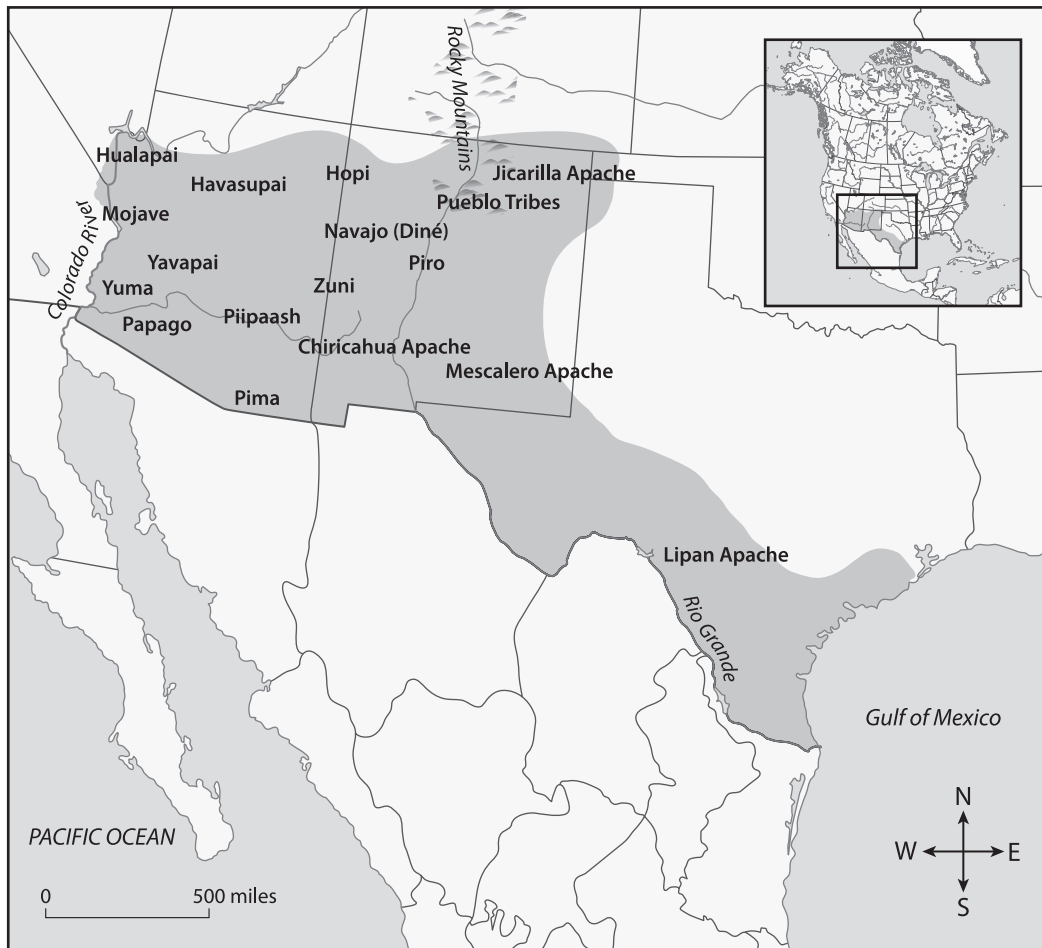 Rocky Mountains
Hualapai
Havasupai
Hopi
Jicarilla Apache
Pueblo Tribes
Mojave
Navajo (Diné)
Colorado River
Yavapai
Piro
Yuma
Zuni
Papago
Piipaash
Chiricahua Apache
Mescalero Apache
Pima
Lipan Apache
Rio Grande
Gulf of Mexico
PACIFIC OCEAN
N
W
E
S
0
500 miles